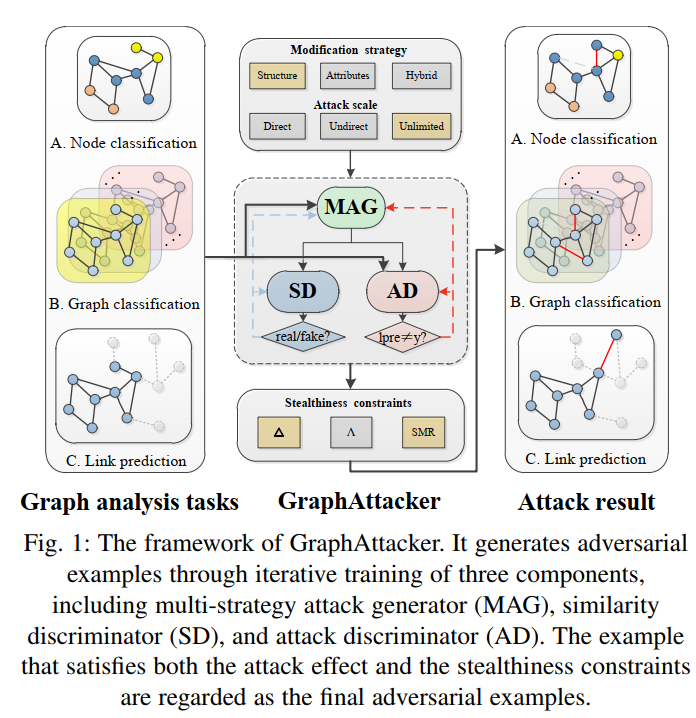 Modification strategy
Structure Attributes Hybrid
Attack scale
Direct Undirect Unlimited
A. Node classification
B. Graph classification
C. Link prediction
MAG
SD AD
real/fake? lpre≠y?
Stealthiness constraints
Δ Λ SMR
A. Node classification
B. Graph classification
C. Link prediction
Graph analysis tasks GraphAttacker Attack result
Fig. 1: The framework of GraphAttacker. It generates adversarial
examples through iterative training of three components,
including multi-strategy attack generator (MAG), similarity
discriminator (SD), and attack discriminator (AD). The example
that satisfies both the attack effect and the stealthiness constraints
are regarded as the final adversarial examples.